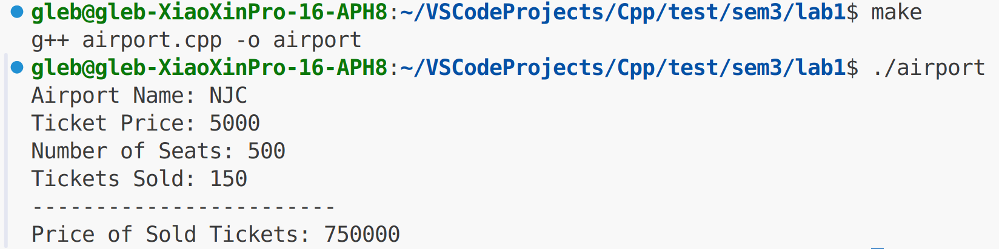 gleb@gleb-XiaoXinPro-16-APH8:~/VSCodeProjects/Cpp/test/sem3/lab1$ make
g++ airport.cpp -o airport
gleb@gleb-XiaoXinPro-16-APH8:~/VSCodeProjects/Cpp/test/sem3/lab1$ ./airport
Airport Name: NJC
Ticket Price: 5000
Number of Seats: 500
Tickets Sold: 150
------------------------
Price of Sold Tickets: 750000